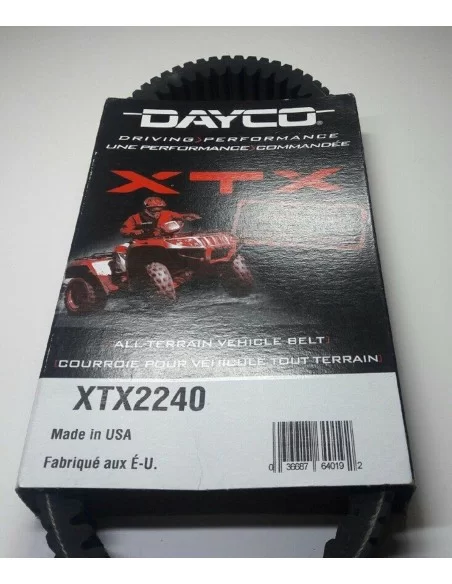 DAYCO®
DRIVING PERFORMANCE
UNE PERFORMANCE COMMANDÉE
XTX
[ALL-TERRAIN VEHICLE BELT]
[COURROIE POUR VÉHICULE TOUT TERRAIN]
XTX2240
Made in USA
Fabriqué aux É-U.
0 36687 64019 2